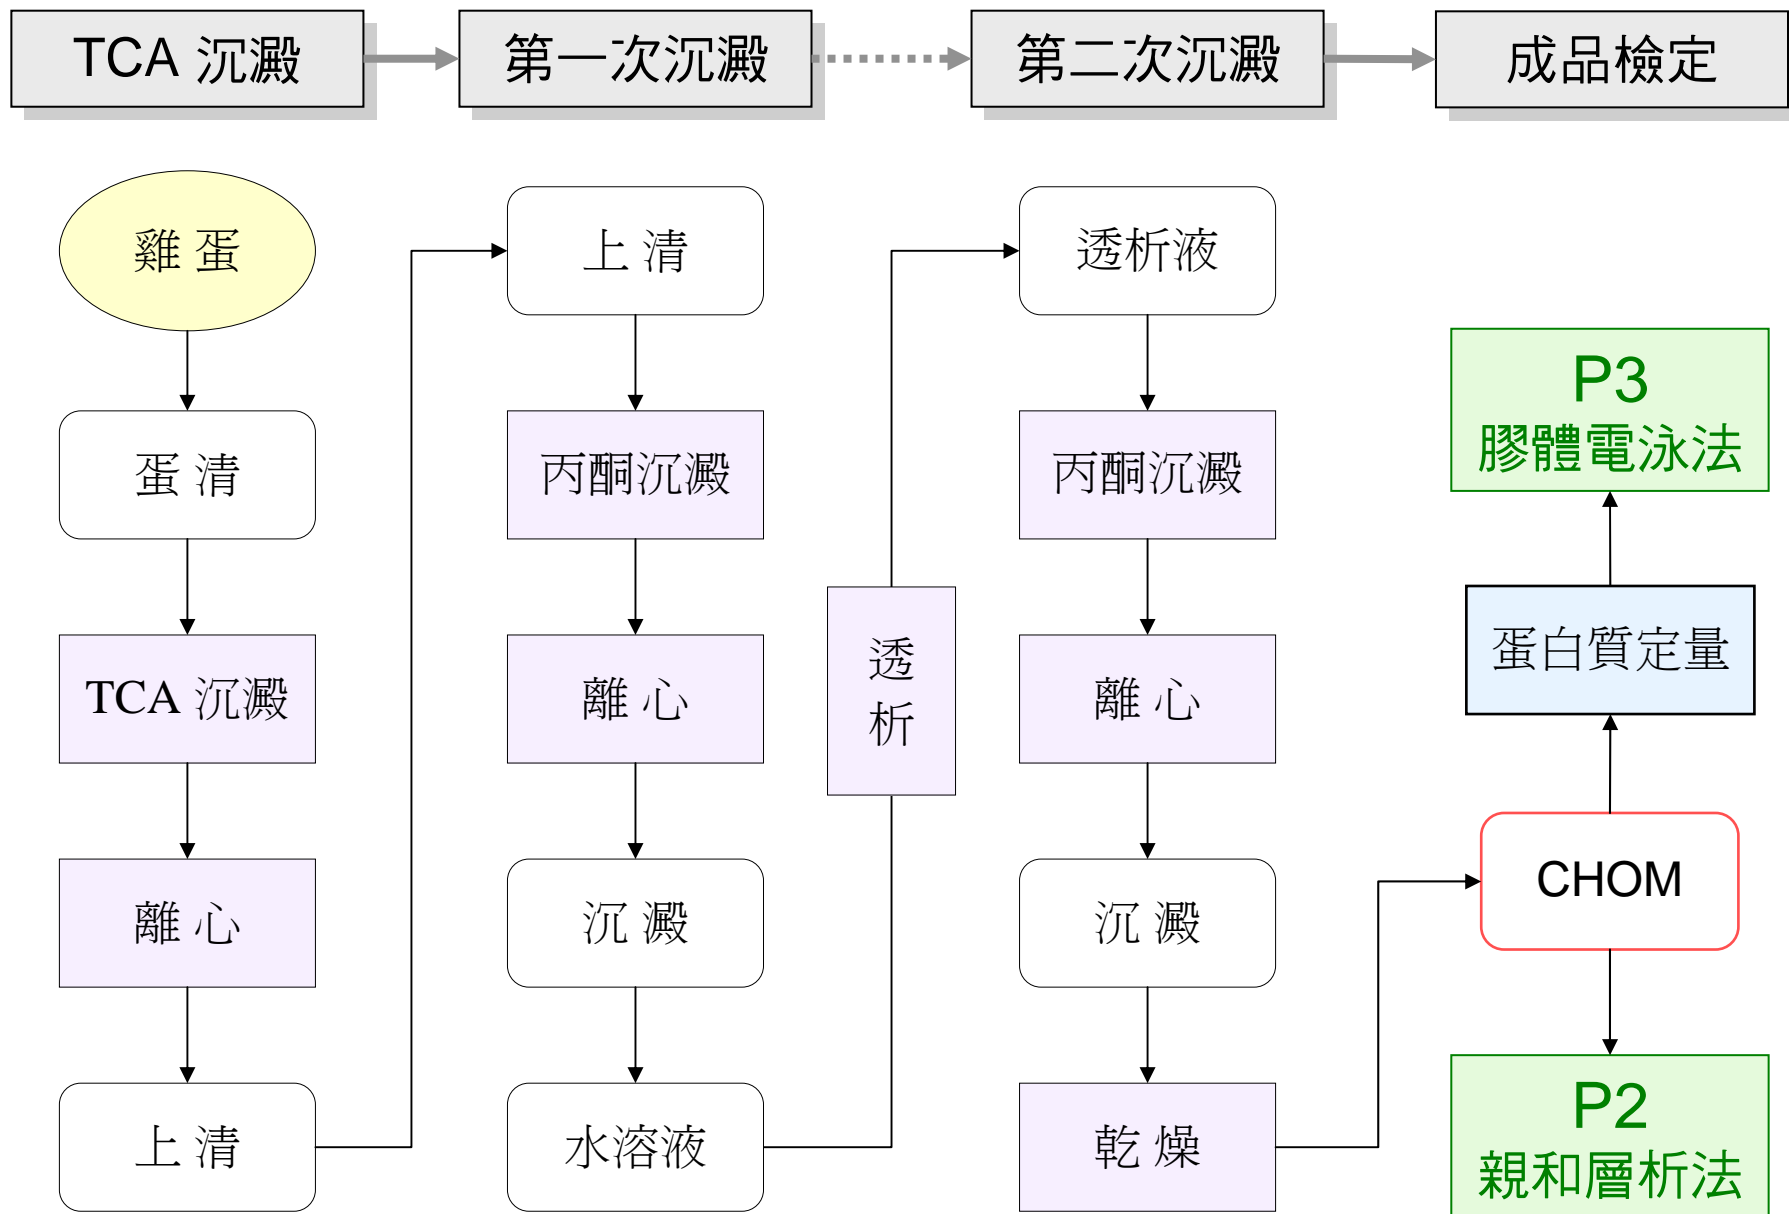 TCA 沉澱
第一次沉澱
第二次沉澱
成品檢定
雞 蛋
蛋 清
TCA 沉澱
離 心
上 清
上 清
丙酮沉澱
離 心
沉 澱
水溶液
透
析
透析液
丙酮沉澱
離 心
沉 澱
乾 燥
P3
膠體電泳法
蛋白質定量
CHOM
P2
親和層析法